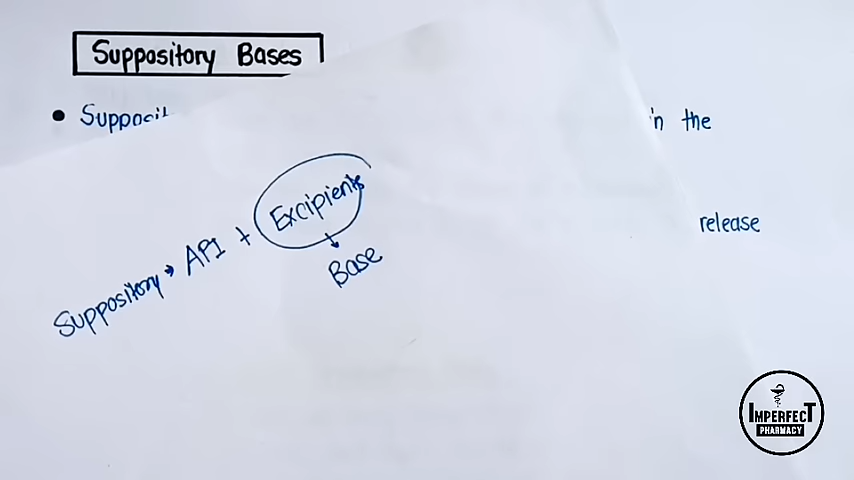 Suppository Bases
• Supposit
in the
release
Suppository → API + Excipients
↓
Base
IMPERFECT
PHARMACY